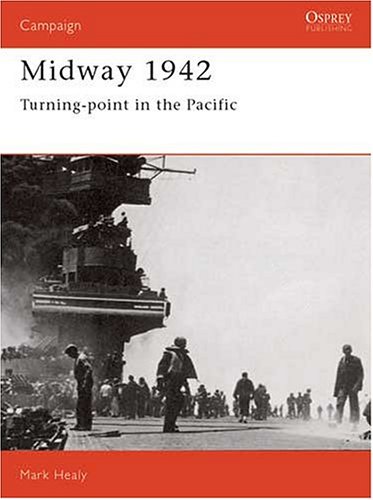 Campaign
OSPREY
PUBLISHING
Midway 1942
Turning-point in the Pacific
Mark Healy